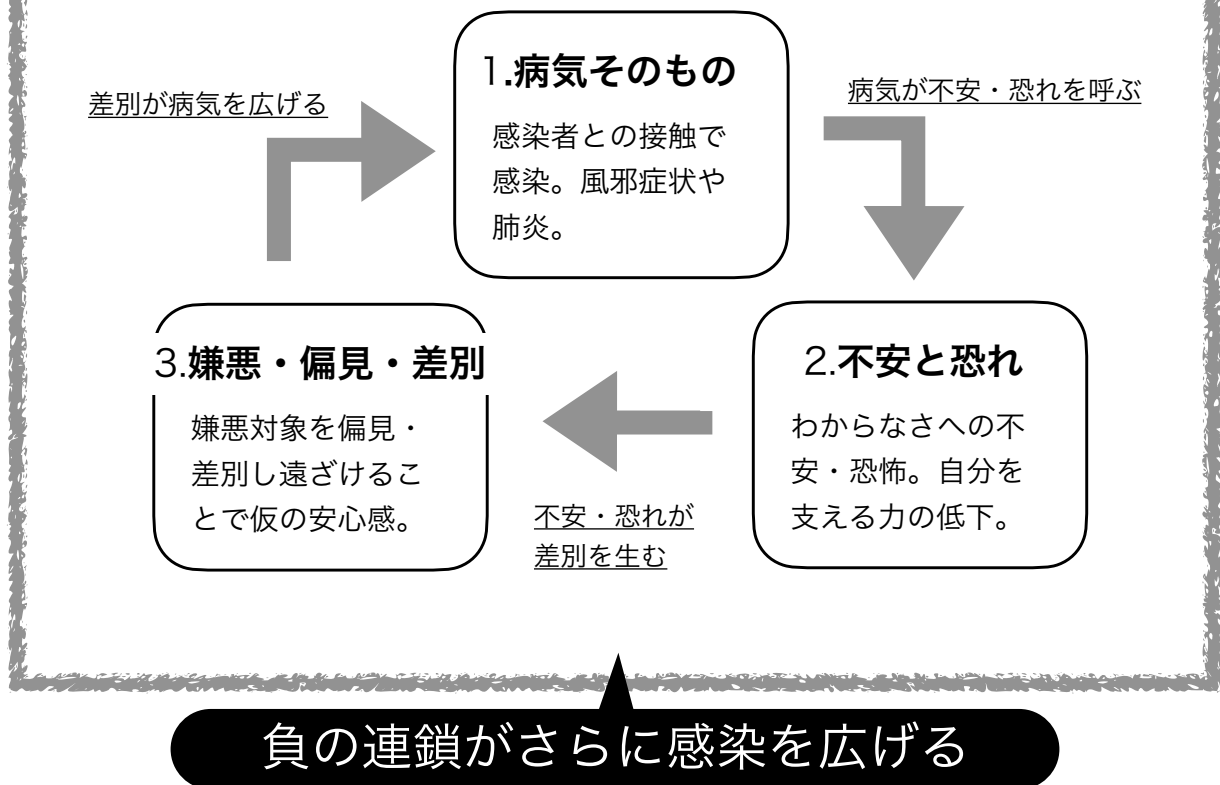 1.病気そのもの
感染者との接触で
感染。風邪症状や
肺炎。
病気が不安・恐れを呼ぶ
2.不安と恐れ
わからなさへの不
安・恐怖。自分を
支える力の低下。
不安・恐れが
差別を生む
3.嫌悪・偏見・差別
嫌悪対象を偏見・
差別し遠ざけるこ
とで仮の安心感。
差別が病気を広げる
負の連鎖がさらに感染を広げる